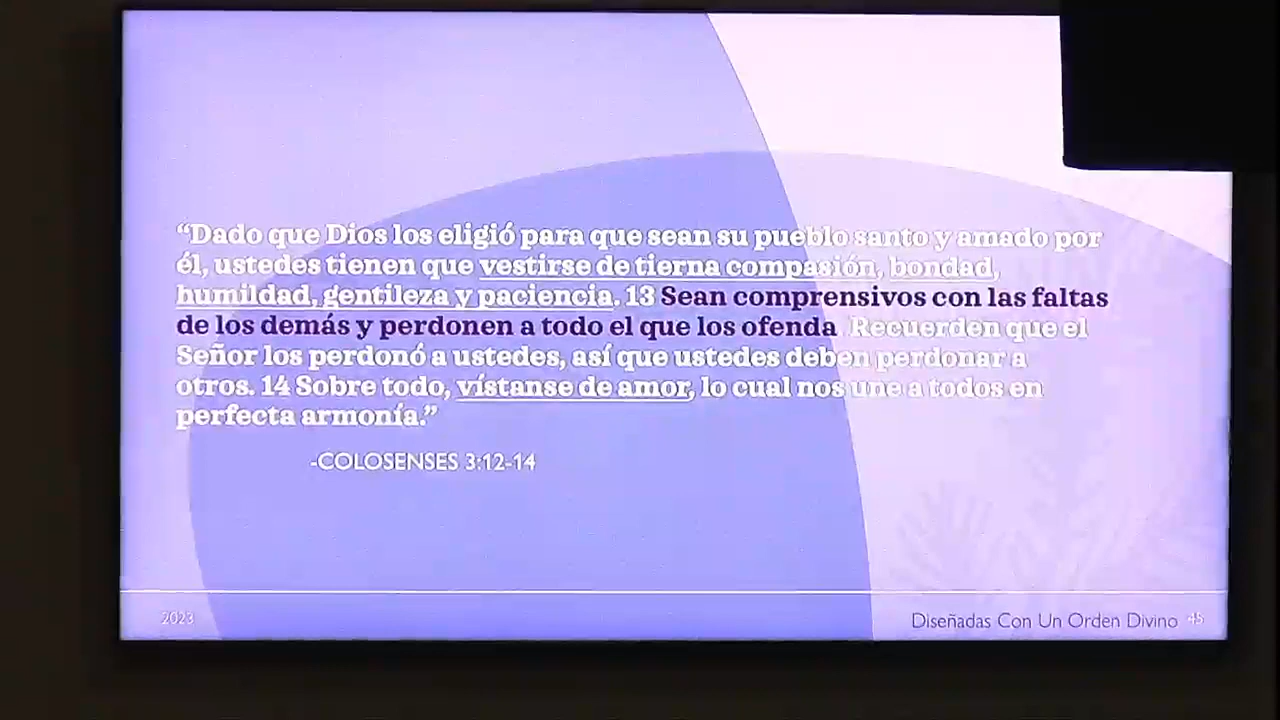 “Dado que Dios los eligió para que sean su pueblo santo y amado por
él, ustedes tienen que vestirse de tierna compasión, bondad,
humildad, gentileza y paciencia. 13 Sean comprensivos con las faltas
de los demás y perdonen a todo el que los ofenda. Recuerden que el
Señor los perdonó a ustedes, así que ustedes deben perdonar a
otros. 14 Sobre todo, vístanse de amor, lo cual nos une a todos en
perfecta armonía.”
-COLOSENSES 3:12-14
2023
Diseñadas Con Un Orden Divino 45